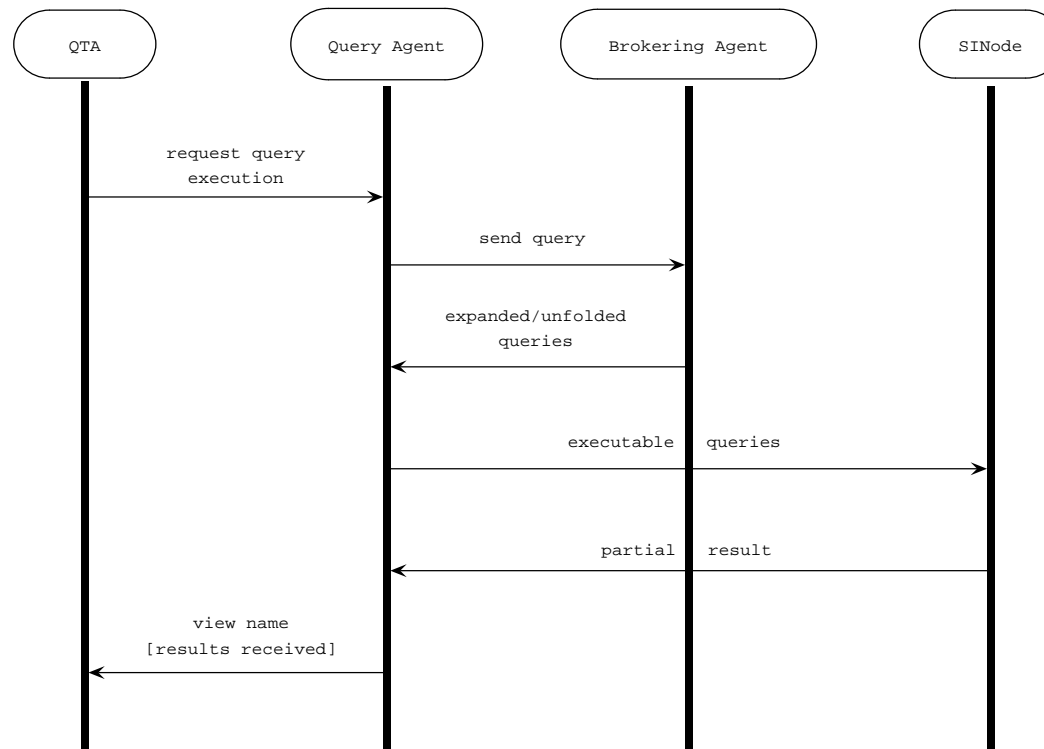 QTA
Query Agent
Brokering Agent
SINode
request query
execution
send query
expanded/unfolded
queries
executable queries
partial result
view name
[results received]